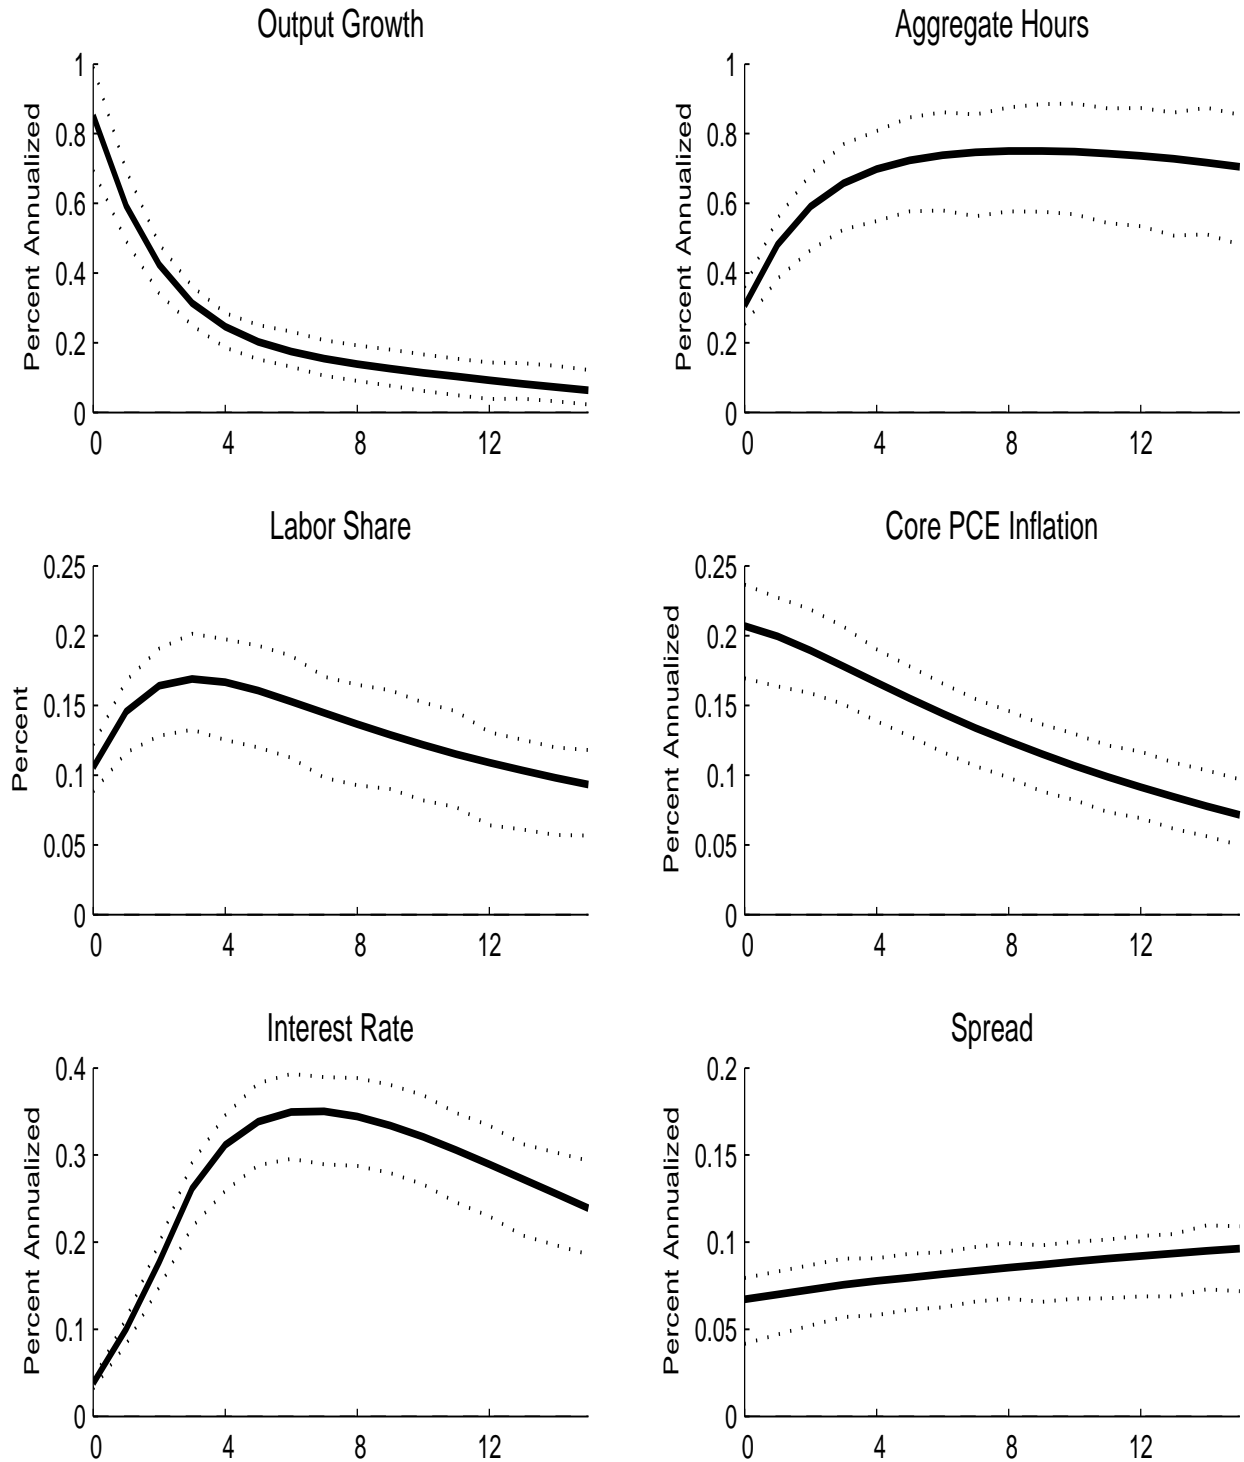 Output Growth
Percent Annualized
1
0.8
0.6
0.4
0.2
0
0 4 8 12
Aggregate Hours
Percent Annualized
1
0.8
0.6
0.4
0.2
0
0 4 8 12
Labor Share
Percent
0.25
0.2
0.15
0.1
0.05
0
0 4 8 12
Core PCE Inflation
Percent Annualized
0.25
0.2
0.15
0.1
0.05
0
0 4 8 12
Interest Rate
Percent Annualized
0.4
0.3
0.2
0.1
0
0 4 8 12
Spread
Percent Annualized
0.2
0.15
0.1
0.05
0
0 4 8 12